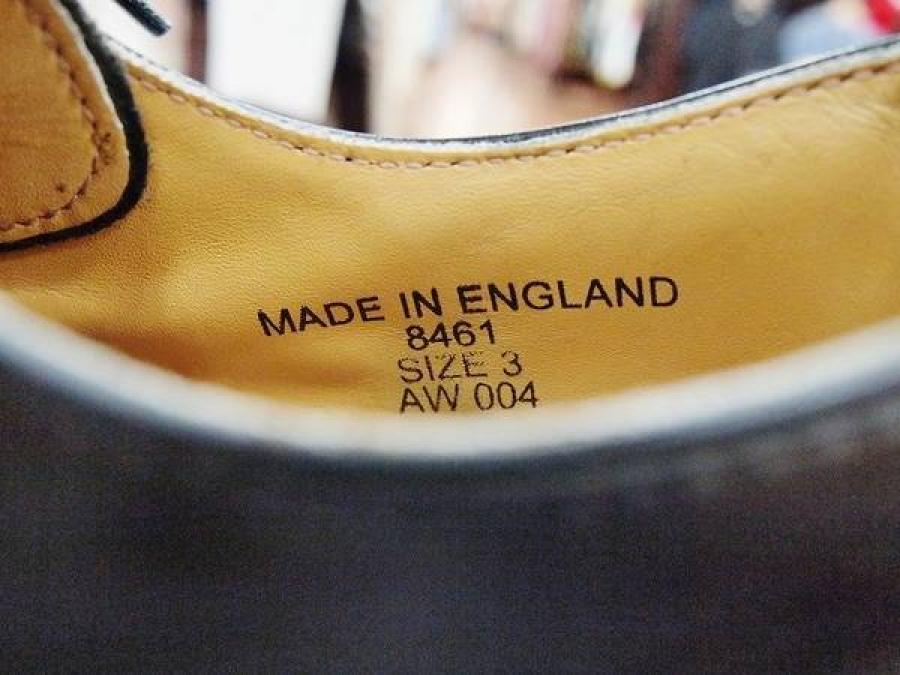 MADE IN ENGLAND
8461
SIZE 3
AW 004